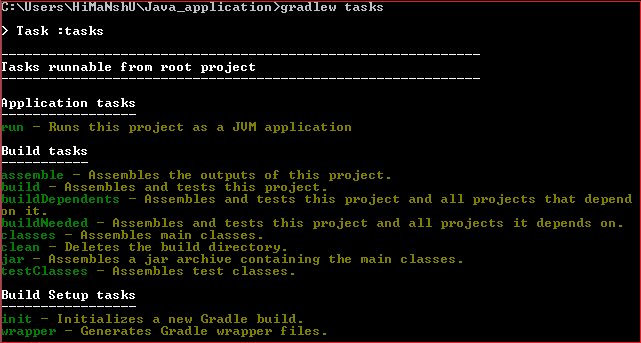 C:\Users\HiMaNshU\Java_application>gradlew tasks
> Task :tasks
------------------------------------------------------------
Tasks runnable from root project
------------------------------------------------------------
Application tasks
-----------------
run - Runs this project as a JVM application
Build tasks
-----------
assemble - Assembles the outputs of this project.
build - Assembles and tests this project.
buildDependents - Assembles and tests this project and all projects that depend
on it.
buildNeeded - Assembles and tests this project and all projects it depends on.
classes - Assembles main classes.
clean - Deletes the build directory.
jar - Assembles a jar archive containing the main classes.
testClasses - Assembles test classes.
Build Setup tasks
-----------------
init - Initializes a new Gradle build.
wrapper - Generates Gradle wrapper files.